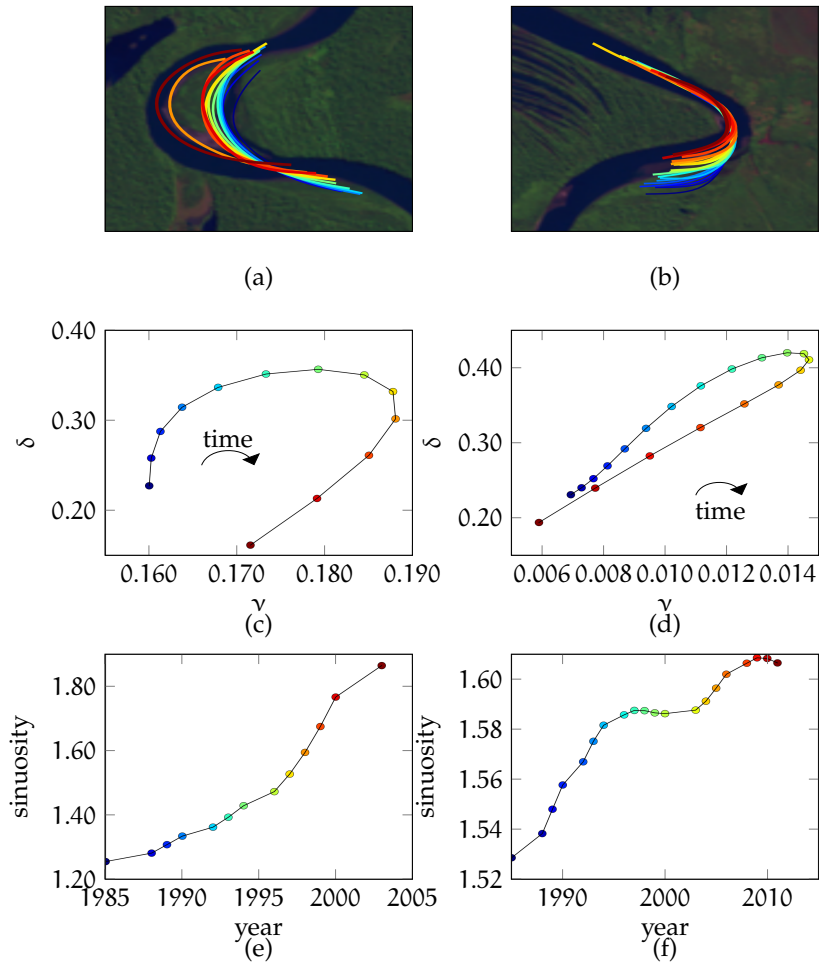 (a)
(b)
0.40
0.30
0.20
δ
time
0.160
0.170
0.180
0.190
ν
(c)
0.40
0.30
0.20
δ
time
0.006
0.008
0.010
0.012
0.014
ν
(d)
1.80
1.60
1.40
1.20
sinuosity
1985
1990
1995
2000
2005
year
(e)
1.60
1.58
1.56
1.54
1.52
sinuosity
1990
2000
2010
year
(f)